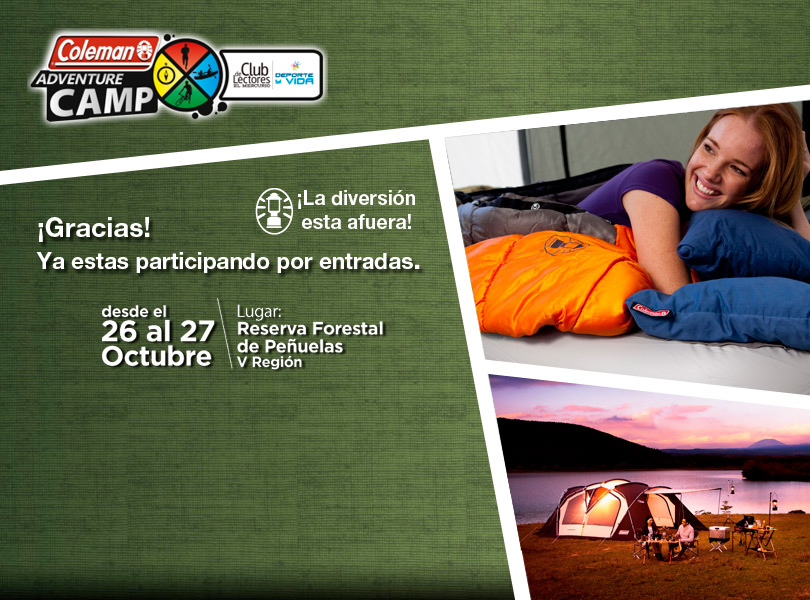 Coleman
ADVENTURE
CAMP
Club
de
Lectores
EL MERCURIO
DEPORTE
y VIDA
¡La diversión
esta afuera!
¡Gracias!
Ya estas participando por entradas.
desde el
26 al 27
Octubre
Lugar:
Reserva Forestal
de Peñuelas
V Región
Coleman